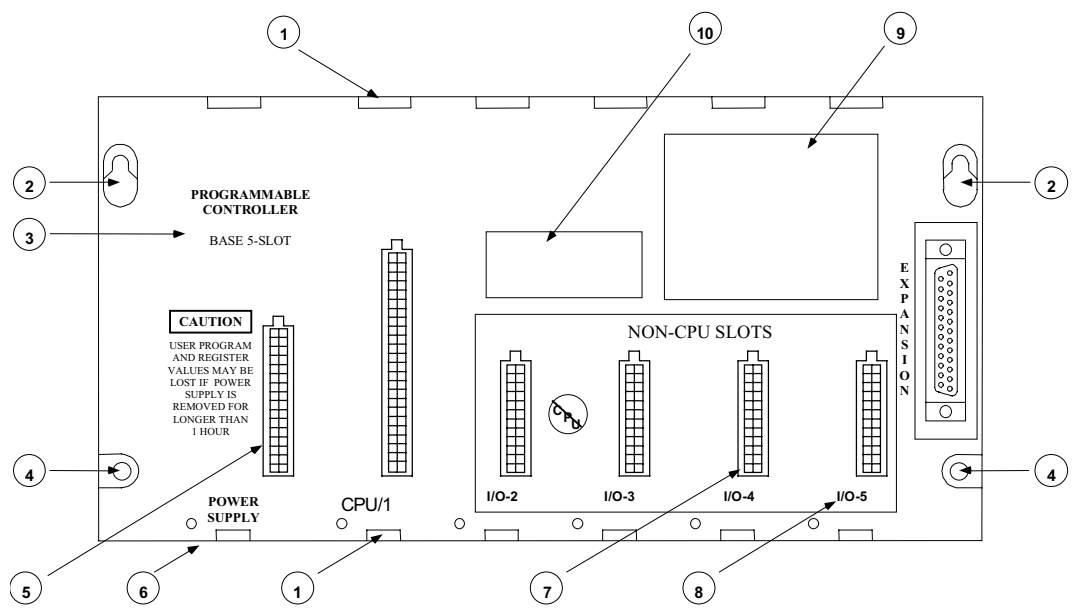 1
10
9
2
2
PROGRAMMABLE
CONTROLLER
3
BASE 5-SLOT
EXPANSION
CAUTION
USER PROGRAM
AND REGISTER
VALUES MAY BE
LOST IF POWER
SUPPLY IS
REMOVED FOR
LONGER THAN
1 HOUR
NON-CPU SLOTS
CPU
4
4
I/O-2
I/O-3
I/O-4
I/O-5
POWER
SUPPLY
CPU/1
5
6
1
7
8